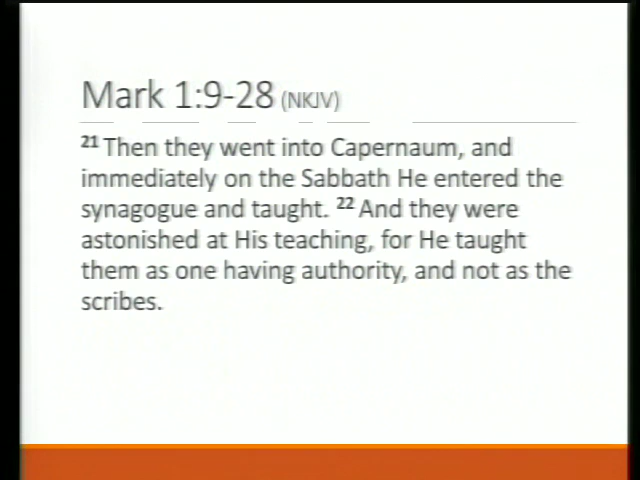 Mark 1:9-28 (NKJV)
21 Then they went into Capernaum, and
immediately on the Sabbath He entered the
synagogue and taught. 22 And they were
astonished at His teaching, for He taught
them as one having authority, and not as the
scribes.